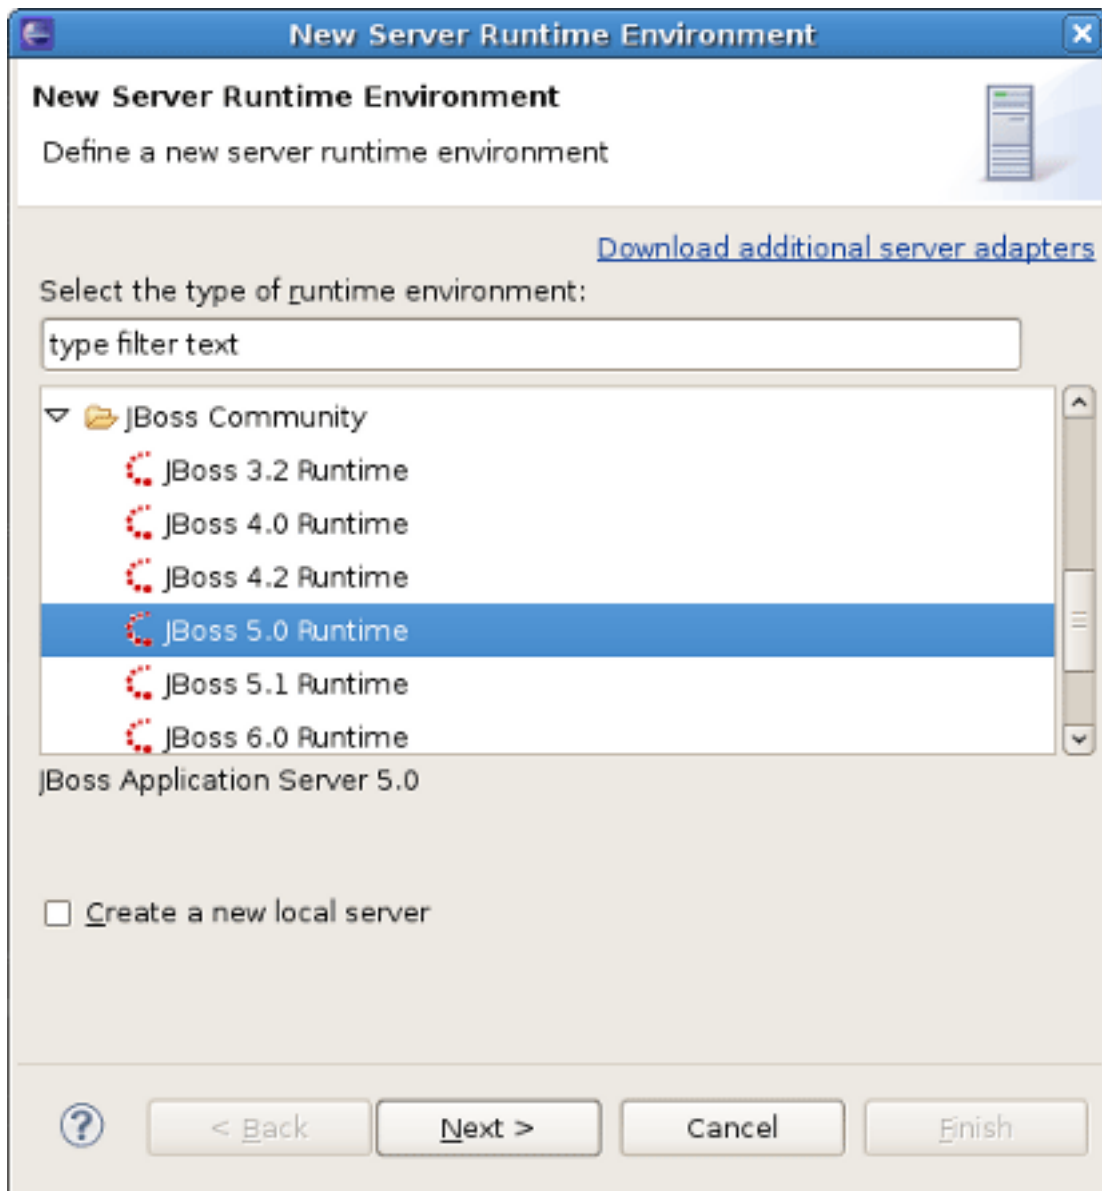 New Server Runtime Environment
New Server Runtime Environment
Define a new server runtime environment
Download additional server adapters
Select the type of runtime environment:
type filter text
JBoss Community
JBoss 3.2 Runtime
JBoss 4.0 Runtime
JBoss 4.2 Runtime
JBoss 5.0 Runtime
JBoss 5.1 Runtime
JBoss 6.0 Runtime
JBoss Application Server 5.0
Create a new local server
? < Back Next > Cancel Finish